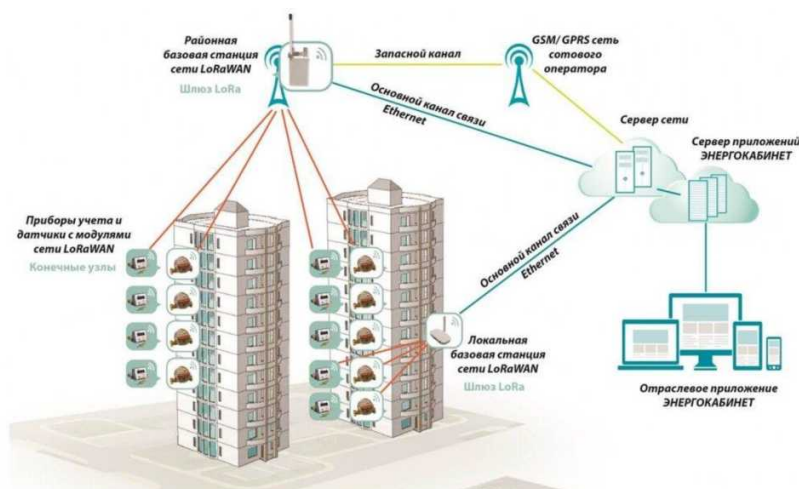 Районная
базовая станция
сети LoRaWAN
Шлюз LoRa
Запасной канал
GSM/ GPRS сеть
сотового
оператора
Основной канал связи
Ethernet
Сервер сети
Сервер приложений
ЭНЕРГОКАБИНЕТ
Приборы учета и
датчики с модулями
сети LoRaWAN
Конечные узлы
Основной канал связи
Ethernet
Локальная
базовая станция
сети LoRaWAN
Шлюз LoRa
Отраслевое приложение
ЭНЕРГОКАБИНЕТ